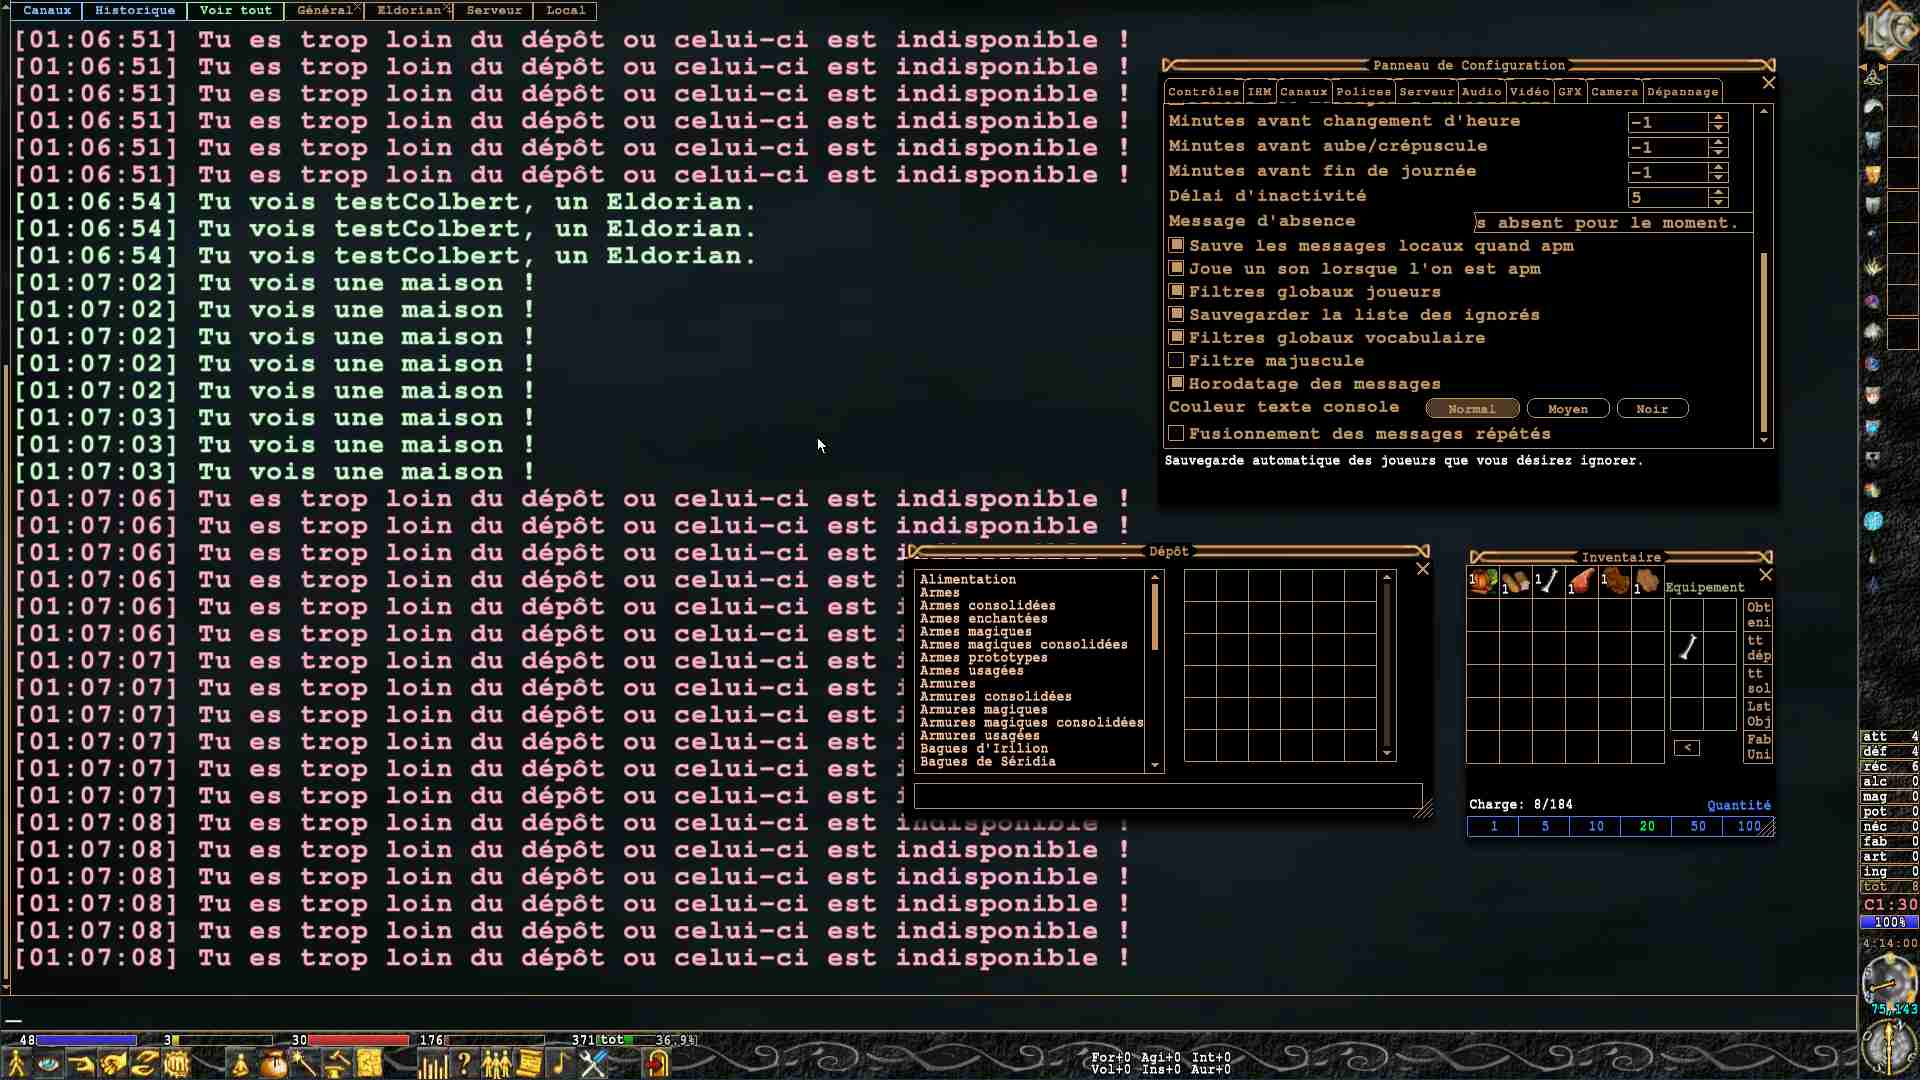 Canaux Historique Voir tout Général Eldorian Serveur Local
[01:06:51] Tu es trop loin du dépôt ou celui-ci est indisponible !
[01:06:51] Tu es trop loin du dépôt ou celui-ci est indisponible !
[01:06:51] Tu es trop loin du dépôt ou celui-ci est indisponible !
[01:06:51] Tu es trop loin du dépôt ou celui-ci est indisponible !
[01:06:51] Tu es trop loin du dépôt ou celui-ci est indisponible !
[01:06:51] Tu es trop loin du dépôt ou celui-ci est indisponible !
[01:06:54] Tu vois testColbert, un Eldorian.
[01:06:54] Tu vois testColbert, un Eldorian.
[01:06:54] Tu vois testColbert, un Eldorian.
[01:07:02] Tu vois une maison !
[01:07:02] Tu vois une maison !
[01:07:02] Tu vois une maison !
[01:07:02] Tu vois une maison !
[01:07:02] Tu vois une maison !
[01:07:03] Tu vois une maison !
[01:07:03] Tu vois une maison !
[01:07:03] Tu vois une maison !
[01:07:06] Tu es trop loin du dépôt ou celui-ci est indisponible !
[01:07:06] Tu es trop loin du dépôt ou celui-ci est indisponible !
[01:07:06] Tu es trop loin du dépôt ou celui-ci est
[01:07:06] Tu es trop loin du dépôt ou celui-ci est
[01:07:06] Tu es trop loin du dépôt ou celui-ci est
[01:07:06] Tu es trop loin du dépôt ou celui-ci est
[01:07:07] Tu es trop loin du dépôt ou celui-ci est
[01:07:07] Tu es trop loin du dépôt ou celui-ci est
[01:07:07] Tu es trop loin du dépôt ou celui-ci est
[01:07:07] Tu es trop loin du dépôt ou celui-ci est
[01:07:07] Tu es trop loin du dépôt ou celui-ci est
[01:07:07] Tu es trop loin du dépôt ou celui-ci est
[01:07:08] Tu es trop loin du dépôt ou celui-ci est indisponible !
[01:07:08] Tu es trop loin du dépôt ou celui-ci est indisponible !
[01:07:08] Tu es trop loin du dépôt ou celui-ci est indisponible !
[01:07:08] Tu es trop loin du dépôt ou celui-ci est indisponible !
[01:07:08] Tu es trop loin du dépôt ou celui-ci est indisponible !
[01:07:08] Tu es trop loin du dépôt ou celui-ci est indisponible !
Panneau de Configuration
Contrôles IHM Canaux Polices Serveur Audio Vidéo GFX Camera Dépannage
Minutes avant changement d'heure -1
Minutes avant aube/crépuscule -1
Minutes avant fin de journée -1
Délai d'inactivité 5
Message d'absence s absent pour le moment.
Sauve les messages locaux quand apm
Joue un son lorsque l'on est apm
Filtres globaux joueurs
Sauvegarder la liste des ignorés
Filtres globaux vocabulaire
Filtre majuscule
Horodatage des messages
Couleur texte console Normal Moyen Noir
Fusionnement des messages répétés
Sauvegarde automatique des joueurs que vous désirez ignorer.
Dépôt
Alimentation
Armes
Armes consolidées
Armes enchantées
Armes magiques
Armes magiques consolidées
Armes prototypes
Armes usagées
Armures
Armures consolidées
Armures magiques
Armures magiques consolidées
Armures usagées
Bagues d'Irilion
Bagues de Séridia
Inventaire
1 1 1 1 1 1
Equipement
Obt
eni
tt
dép
tt
sol
Lst
Obj
Fab
Uni
<
Charge: 8/184 Quantité
1 5 10 20 50 100
att 4
déf 4
réc 6
alc 0
mag 0
pot 0
néc 0
fab 0
art 0
ing 0
tot 8
C1:30
100%
4:14:00
75,143
48 3 30 176 371 tot 36,9%
For+0 Agi+0 Int+0
Vol+0 Ins+0 Aur+0